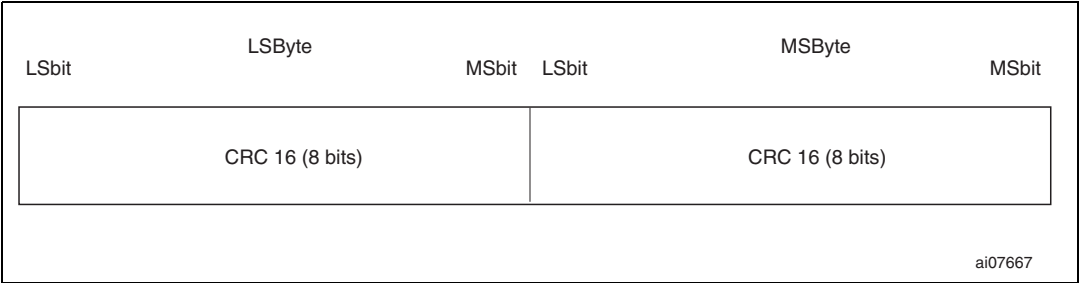 LSByte MSByte
LSbit MSbit LSbit MSbit
CRC 16 (8 bits) CRC 16 (8 bits)
ai07667